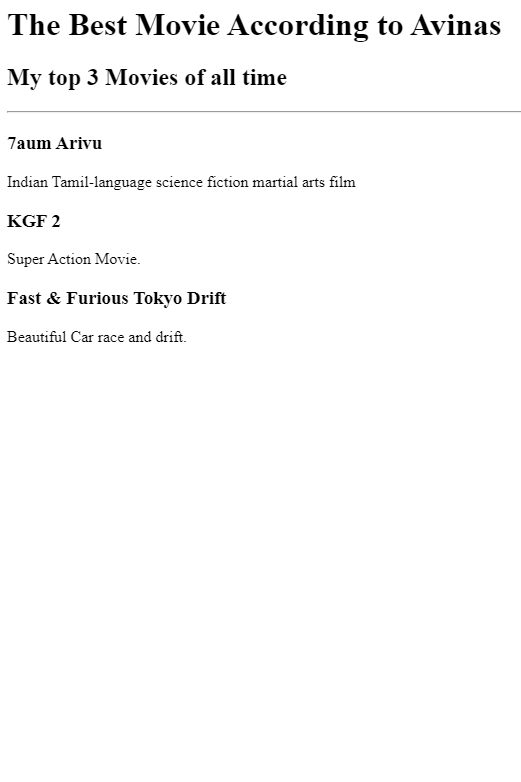 The Best Movie According to Avinas
My top 3 Movies of all time
7aum Arivu
Indian Tamil-language science fiction martial arts film
KGF 2
Super Action Movie.
Fast & Furious Tokyo Drift
Beautiful Car race and drift.